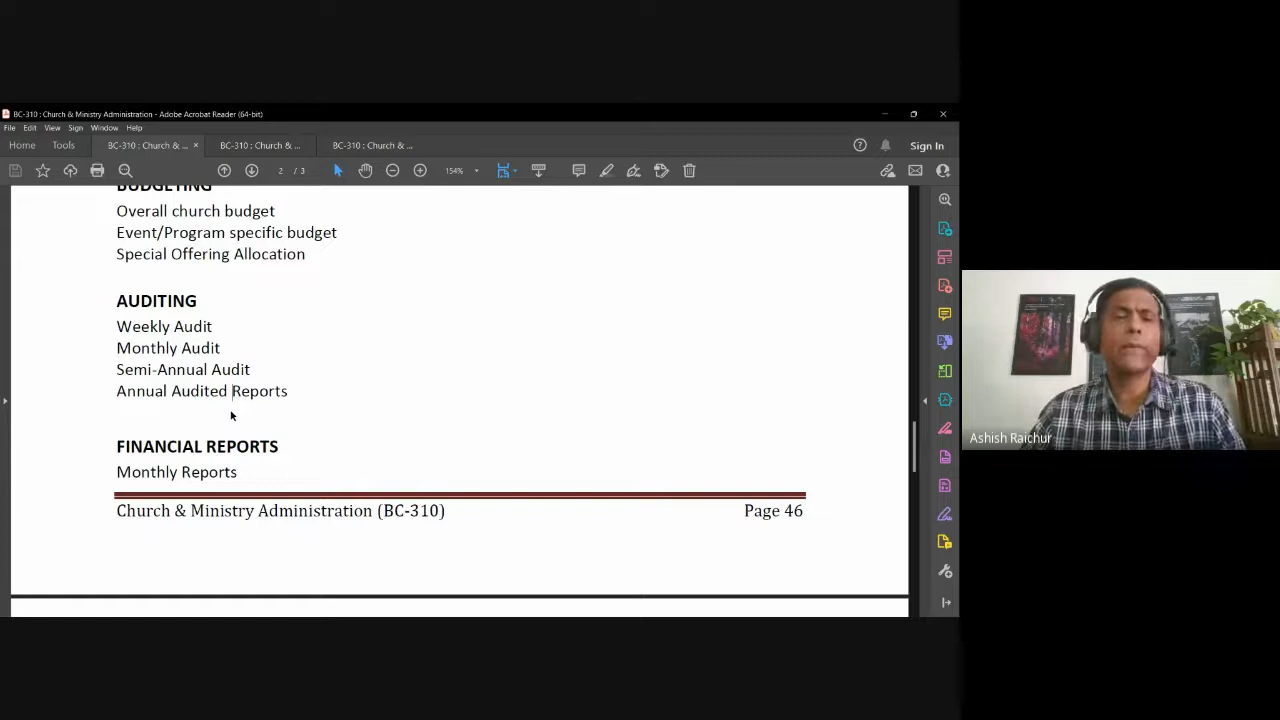 BC-310 : Church & Ministry Administration - Adobe Acrobat Reader (64-bit)
File Edit View Sign Window Help
Home Tools BC-310 : Church & ... × BC-310 : Church & ... BC-310 : Church & ... Sign In
2 / 3 154%
BUDGETING
Overall church budget
Event/Program specific budget
Special Offering Allocation
AUDITING
Weekly Audit
Monthly Audit
Semi-Annual Audit
Annual Audited Reports
FINANCIAL REPORTS
Monthly Reports
Church & Ministry Administration (BC-310) Page 46
Ashish Raichur